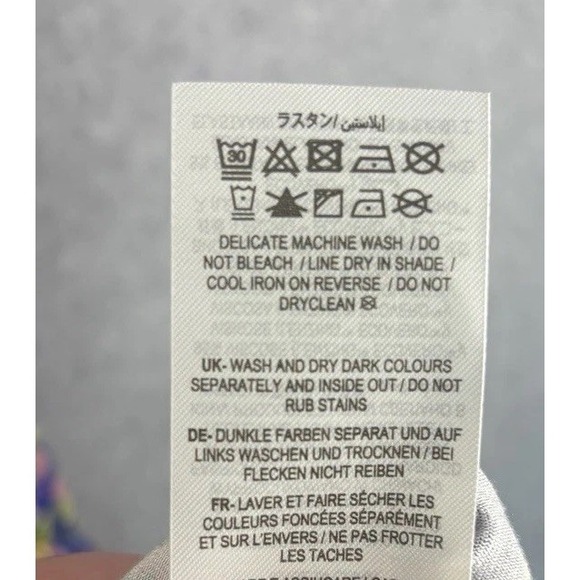 ラスタン/إيلاستين
30
DELICATE MACHINE WASH / DO
NOT BLEACH / LINE DRY IN SHADE /
COOL IRON ON REVERSE / DO NOT
DRYCLEAN
UK- WASH AND DRY DARK COLOURS
SEPARATELY AND INSIDE OUT / DO NOT
RUB STAINS
DE- DUNKLE FARBEN SEPARAT UND AUF
LINKS WASCHEN UND TROCKNEN / BEI
FLECKEN NICHT REIBEN
FR- LAVER ET FAIRE SÉCHER LES
COULEURS FONCÉES SÉPARÉMENT
ET SUR L'ENVERS / NE PAS FROTTER
LES TACHES